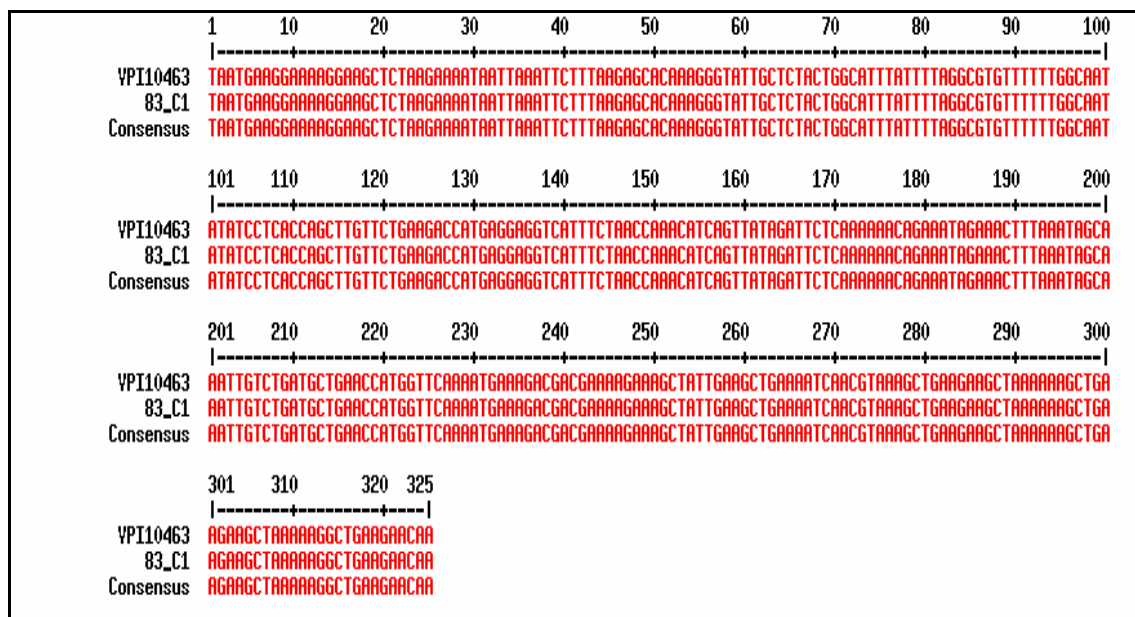 1 10 20 30 40 50 60 70 80 90 100
|--------+---------+---------+---------+---------+---------+---------+---------+---------+---------|
VPI10463 TAATGAAGGAAAAGGAAGCTCTAAGAAAATAATTAAATTCTTTAAGAGCACAAAGGGTATTGCTCTACTGGCATTTATTTTAGGCGTGTTTTTTGGCAAT
83_C1 TAATGAAGGAAAAGGAAGCTCTAAGAAAATAATTAAATTCTTTAAGAGCACAAAGGGTATTGCTCTACTGGCATTTATTTTAGGCGTGTTTTTTGGCAAT
Consensus TAATGAAGGAAAAGGAAGCTCTAAGAAAATAATTAAATTCTTTAAGAGCACAAAGGGTATTGCTCTACTGGCATTTATTTTAGGCGTGTTTTTTGGCAAT
101 110 120 130 140 150 160 170 180 190 200
|--------+---------+---------+---------+---------+---------+---------+---------+---------+---------|
VPI10463 ATATCCTCACCAGCTTGTTCTGAAGACCATGAGGAGGTCATTTCTAACCAAACATCAGTTATAGATTCTCAAAAAACAGAAATAGAAACTTTAAATAGCA
83_C1 ATATCCTCACCAGCTTGTTCTGAAGACCATGAGGAGGTCATTTCTAACCAAACATCAGTTATAGATTCTCAAAAAACAGAAATAGAAACTTTAAATAGCA
Consensus ATATCCTCACCAGCTTGTTCTGAAGACCATGAGGAGGTCATTTCTAACCAAACATCAGTTATAGATTCTCAAAAAACAGAAATAGAAACTTTAAATAGCA
201 210 220 230 240 250 260 270 280 290 300
|--------+---------+---------+---------+---------+---------+---------+---------+---------+---------|
VPI10463 AATTGTCTGATGCTGAACCATGGTTCAAAATGAAAGACGACGAAAAGAAAGCTATTGAAGCTGAAAATCAACGTAAAGCTGAAGAAGCTAAAAAAGCTGA
83_C1 AATTGTCTGATGCTGAACCATGGTTCAAAATGAAAGACGACGAAAAGAAAGCTATTGAAGCTGAAAATCAACGTAAAGCTGAAGAAGCTAAAAAAGCTGA
Consensus AATTGTCTGATGCTGAACCATGGTTCAAAATGAAAGACGACGAAAAGAAAGCTATTGAAGCTGAAAATCAACGTAAAGCTGAAGAAGCTAAAAAAGCTGA
301 310 320 325
|--------+---------+----|
VPI10463 AGAAGCTAAAAAGGCTGAAGAACAA
83_C1 AGAAGCTAAAAAGGCTGAAGAACAA
Consensus AGAAGCTAAAAAGGCTGAAGAACAA